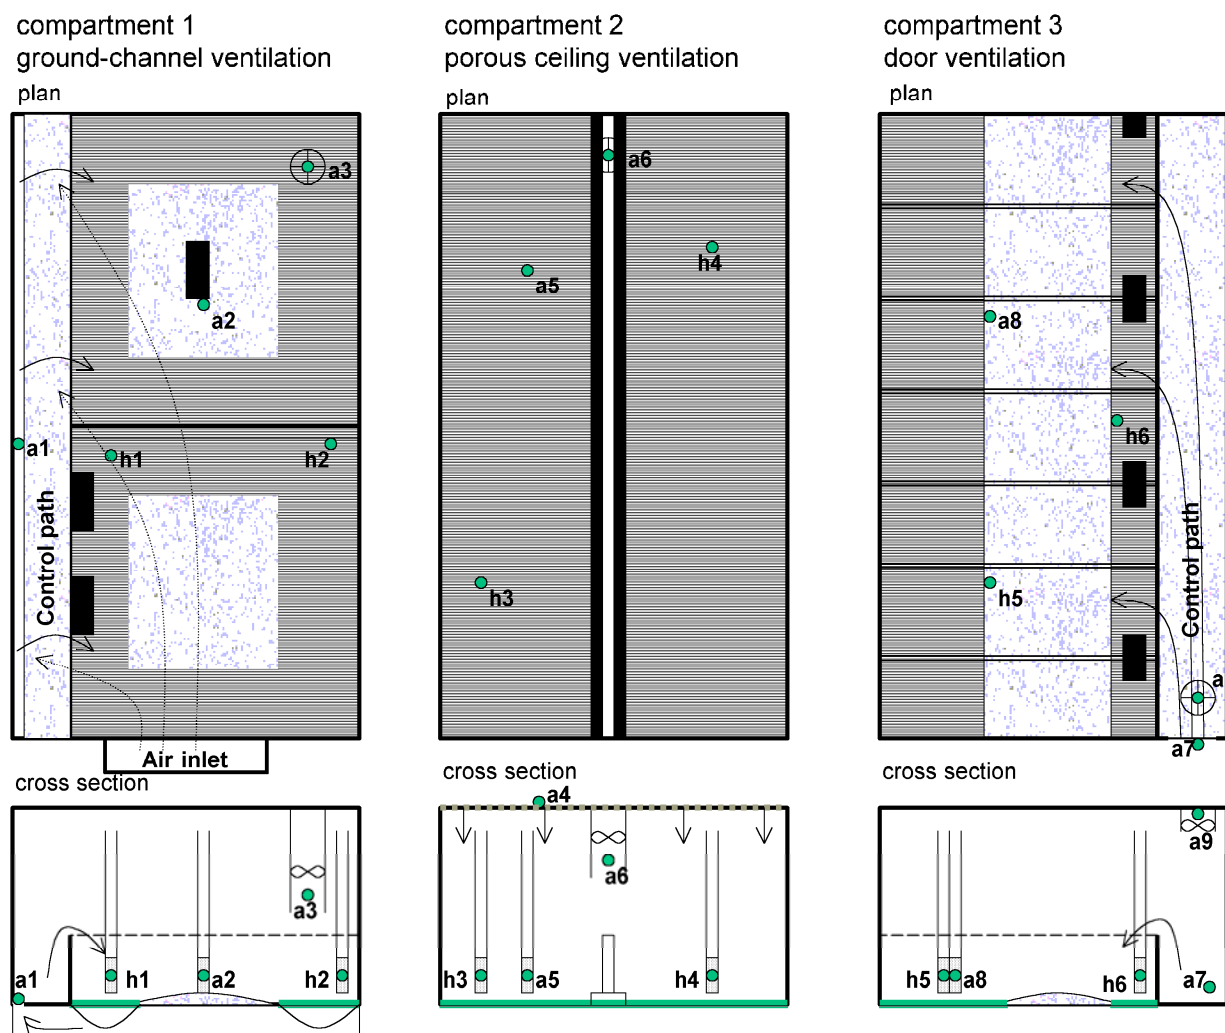 compartment 1
ground-channel ventilation
plan
a3
a2
a1
h1
h2
Control path
Air inlet
cross section
a3
a1
h1
a2
h2
compartment 2
porous ceiling ventilation
plan
a6
h4
a5
h3
cross section
a4
a6
h3
a5
h4
compartment 3
door ventilation
plan
a8
h6
h5
Control path
a
a7
cross section
a9
h5
a8
h6
a7